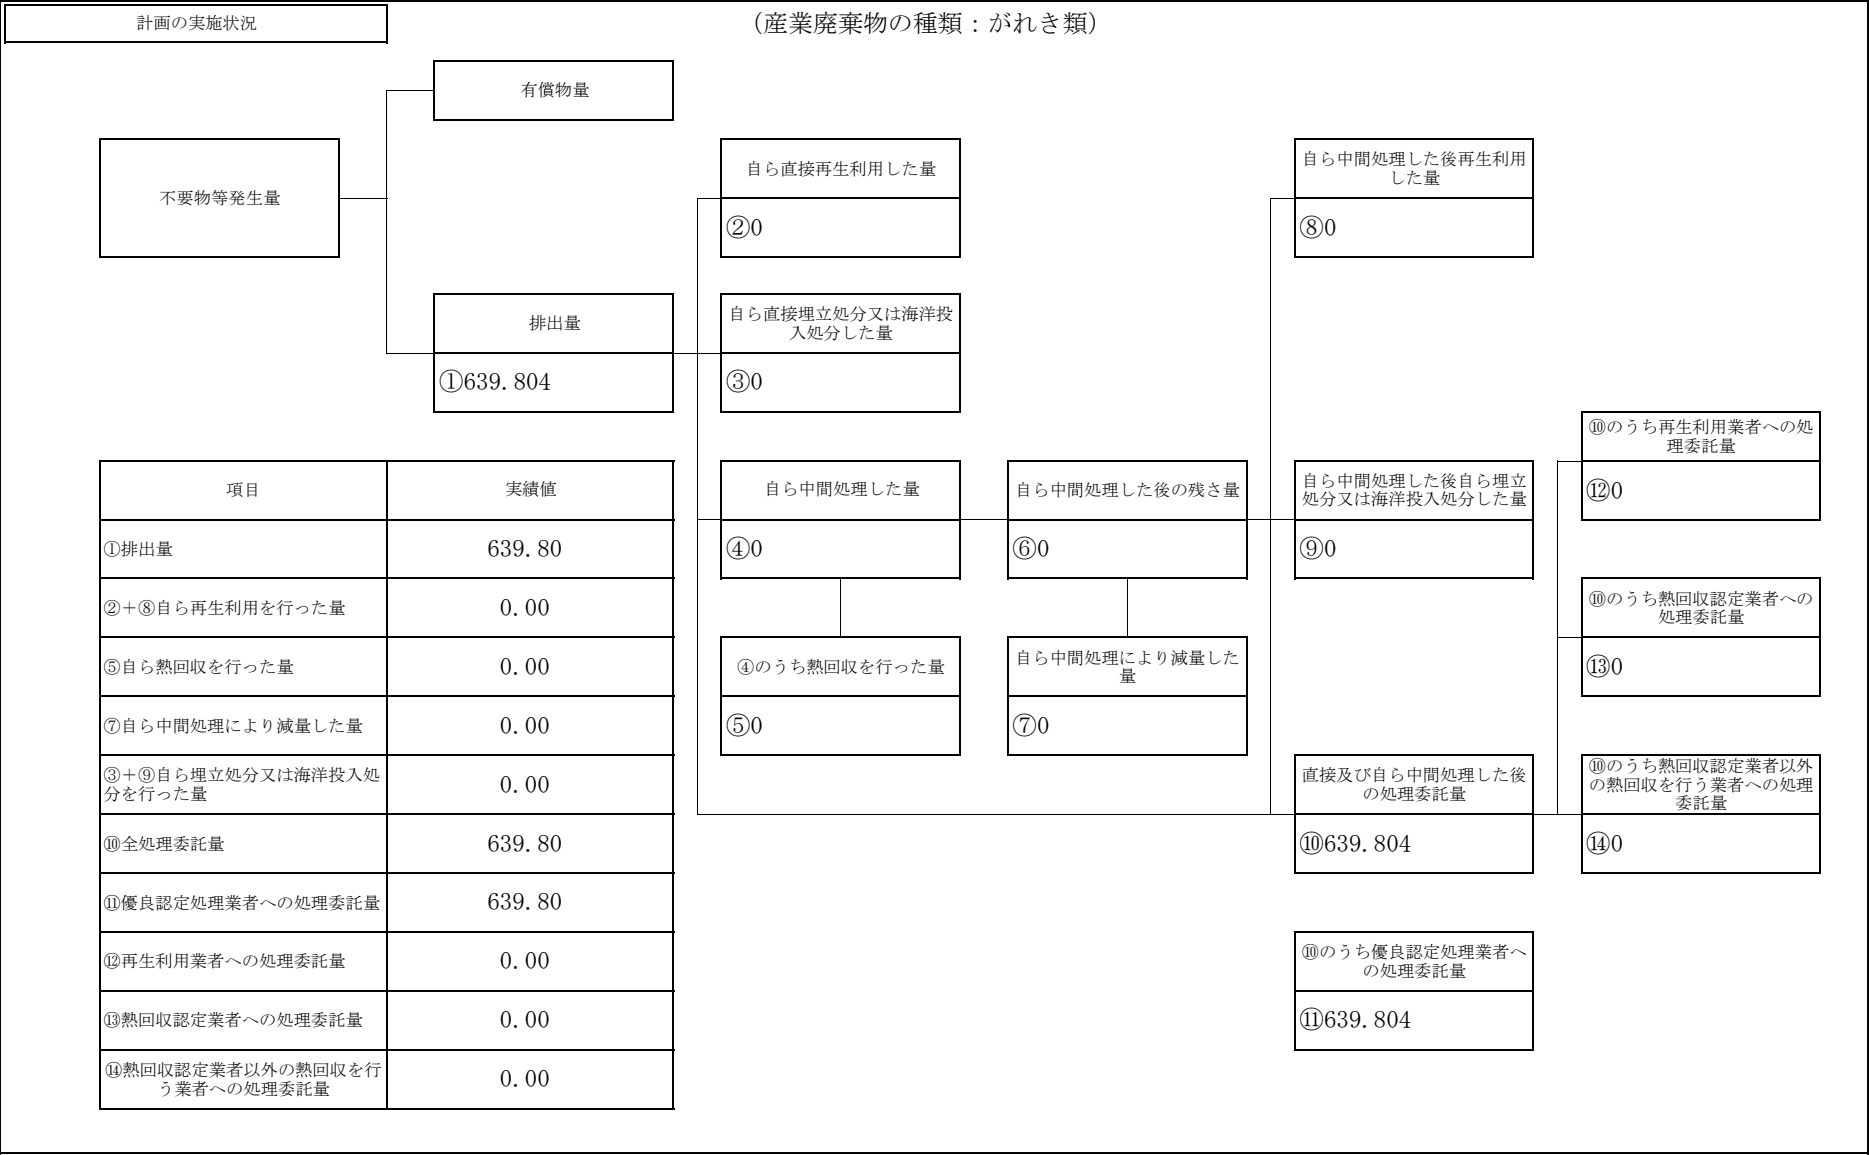 計画の実施状況
（産業廃棄物の種類：がれき類）
有償物量
不要物等発生量
自ら直接再生利用した量
②0
自ら中間処理した後再生利用
した量
⑧0
排出量
①639.804
自ら直接埋立処分又は海洋投
入処分した量
③0
⑩のうち再生利用業者への処
理委託量
⑫0
自ら中間処理した量
④0
自ら中間処理した後の残さ量
⑥0
自ら中間処理した後自ら埋立
処分又は海洋投入処分した量
⑨0
⑩のうち熱回収認定業者への
処理委託量
⑬0
④のうち熱回収を行った量
⑤0
自ら中間処理により減量した
量
⑦0
直接及び自ら中間処理した後
の処理委託量
⑩639.804
⑩のうち熱回収認定業者以外
の熱回収を行う業者への処理
委託量
⑭0
⑩のうち優良認定処理業者へ
の処理委託量
⑪639.804
項目 実績値
①排出量 639.80
②＋⑧自ら再生利用を行った量 0.00
⑤自ら熱回収を行った量 0.00
⑦自ら中間処理により減量した量 0.00
③＋⑨自ら埋立処分又は海洋投入処
分を行った量 0.00
⑩全処理委託量 639.80
⑪優良認定処理業者への処理委託量 639.80
⑫再生利用業者への処理委託量 0.00
⑬熱回収認定業者への処理委託量 0.00
⑭熱回収認定業者以外の熱回収を行
う業者への処理委託量 0.00